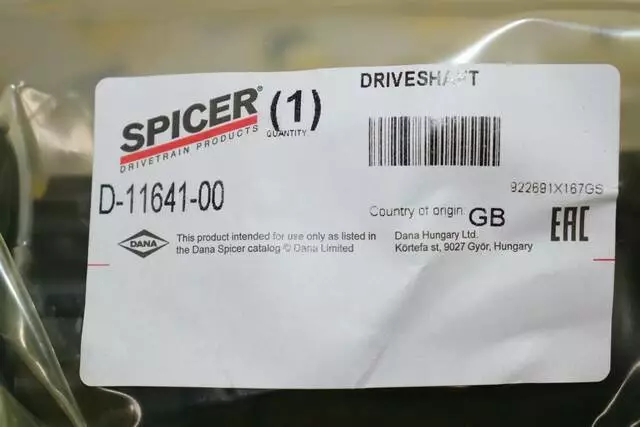 DRIVESHAFT
SPICER®
DRIVETRAIN PRODUCTS
(1)
QUANTITY
D-11641-00
922691X167GS
Country of origin: GB
EAC
DANA
This product intended for use only as listed in
the Dana Spicer catalog © Dana Limited
Dana Hungary Ltd.
Körtefa st, 9027 Győr, Hungary